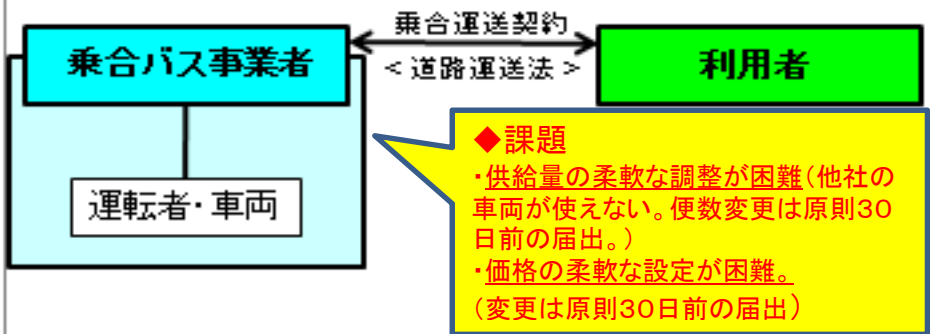 乗合運送契約
乗合バス事業者
＜道路運送法＞
利用者
運転者・車両
◆課題
・供給量の柔軟な調整が困難(他社の
車両が使えない。便数変更は原則30
日前の届出。)
・価格の柔軟な設定が困難。
(変更は原則30日前の届出)